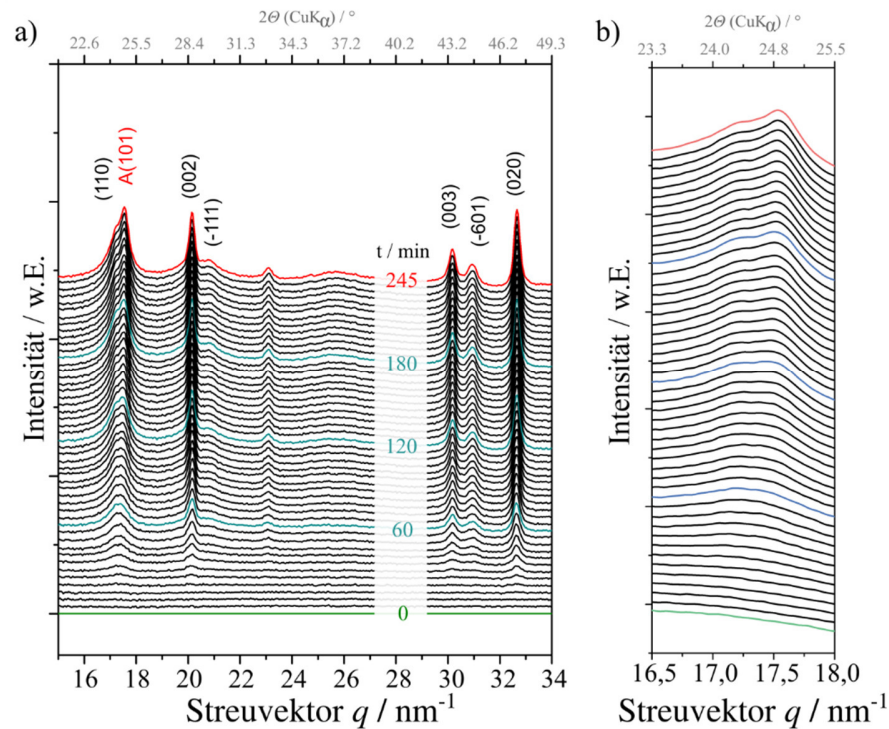 a)
2Θ (CuKα) / °
22.6 25.5 28.4 31.3 34.3 37.2 40.2 43.2 46.2 49.3
(110)
A(101)
(002)
(-111)
(003)
(-601)
(020)
t / min
245
180
120
60
0
Intensität / w.E.
16 18 20 22 24 26 28 30 32 34
Streuvektor q / nm⁻¹
b)
2Θ (CuKα) / °
23.3 24.0 24.8 25.5
Intensität / w.E.
16,5 17,0 17,5 18,0
Streuvektor q / nm⁻¹